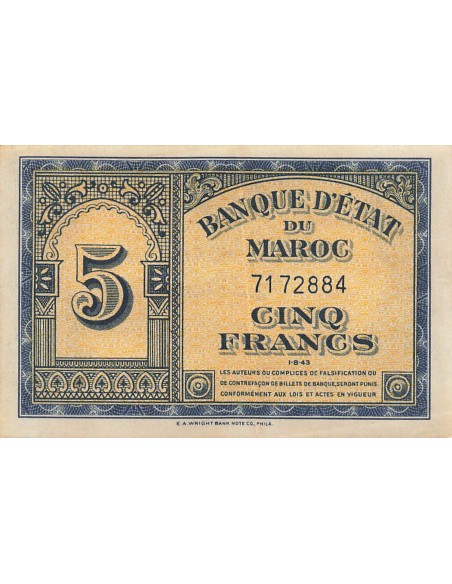 5
BANQUE D'ÉTAT
DU
MAROC
7172884
CINQ
FRANCS
1-8-43
LES AUTEURS OU COMPLICES DE FALSIFICATION OU
DE CONTREFAÇON DE BILLETS DE BANQUE, SERONT PUNIS
CONFORMÉMENT AUX LOIS ET ACTES EN VIGUEUR
E.A.WRIGHT BANK NOTE CO., PHILA.